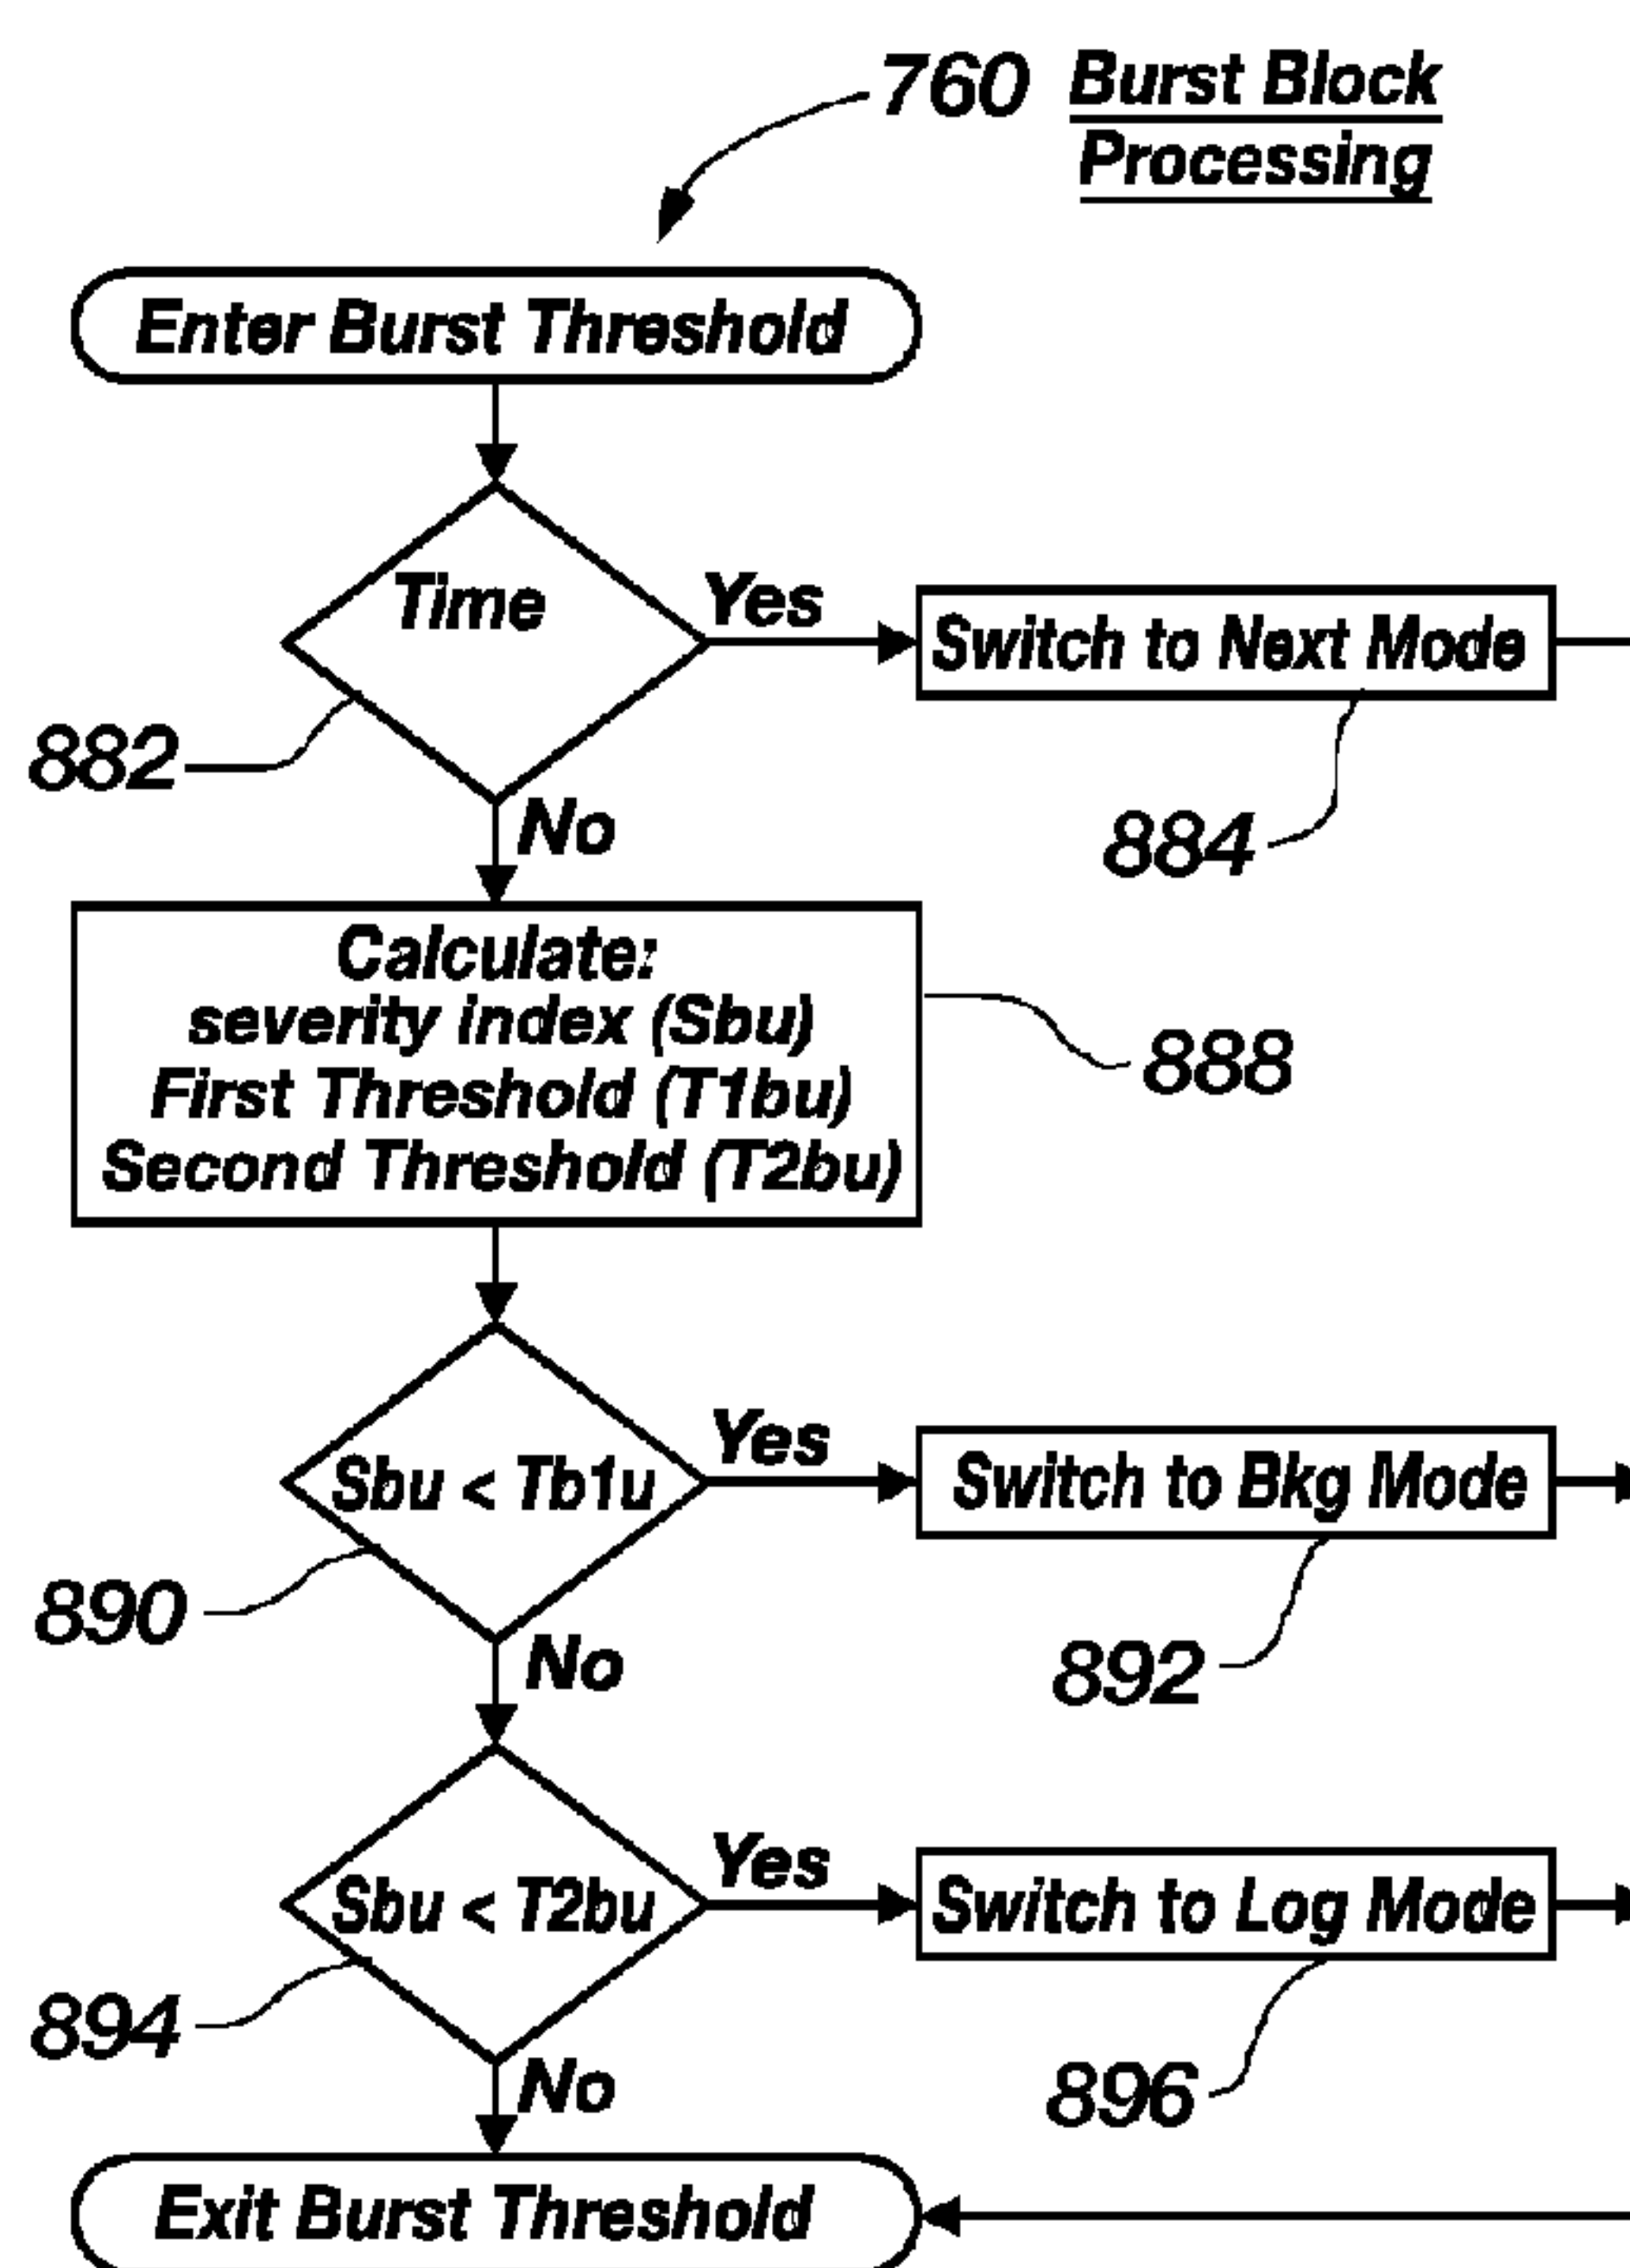 760 Burst Block
Processing
Enter Burst Threshold
Time
Yes
Switch to Next Mode
882
884
No
Calculate:
severity index (Sbu)
First Threshold (T1bu)
Second Threshold (T2bu)
888
Sbu < Tb1u
Yes
Switch to Bkg Mode
890
892
No
Sbu < T2bu
Yes
Switch to Log Mode
894
896
No
Exit Burst Threshold